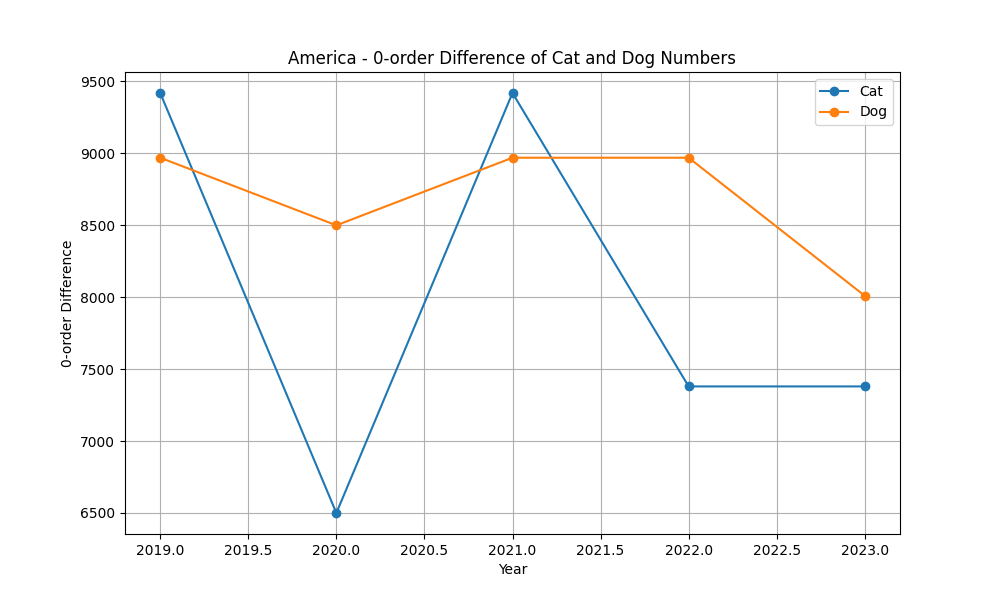 America - 0-order Difference of Cat and Dog Numbers
9500
9000
8500
8000
7500
7000
6500
0-order Difference
Cat
Dog
2019.0 2019.5 2020.0 2020.5 2021.0 2021.5 2022.0 2022.5 2023.0
Year